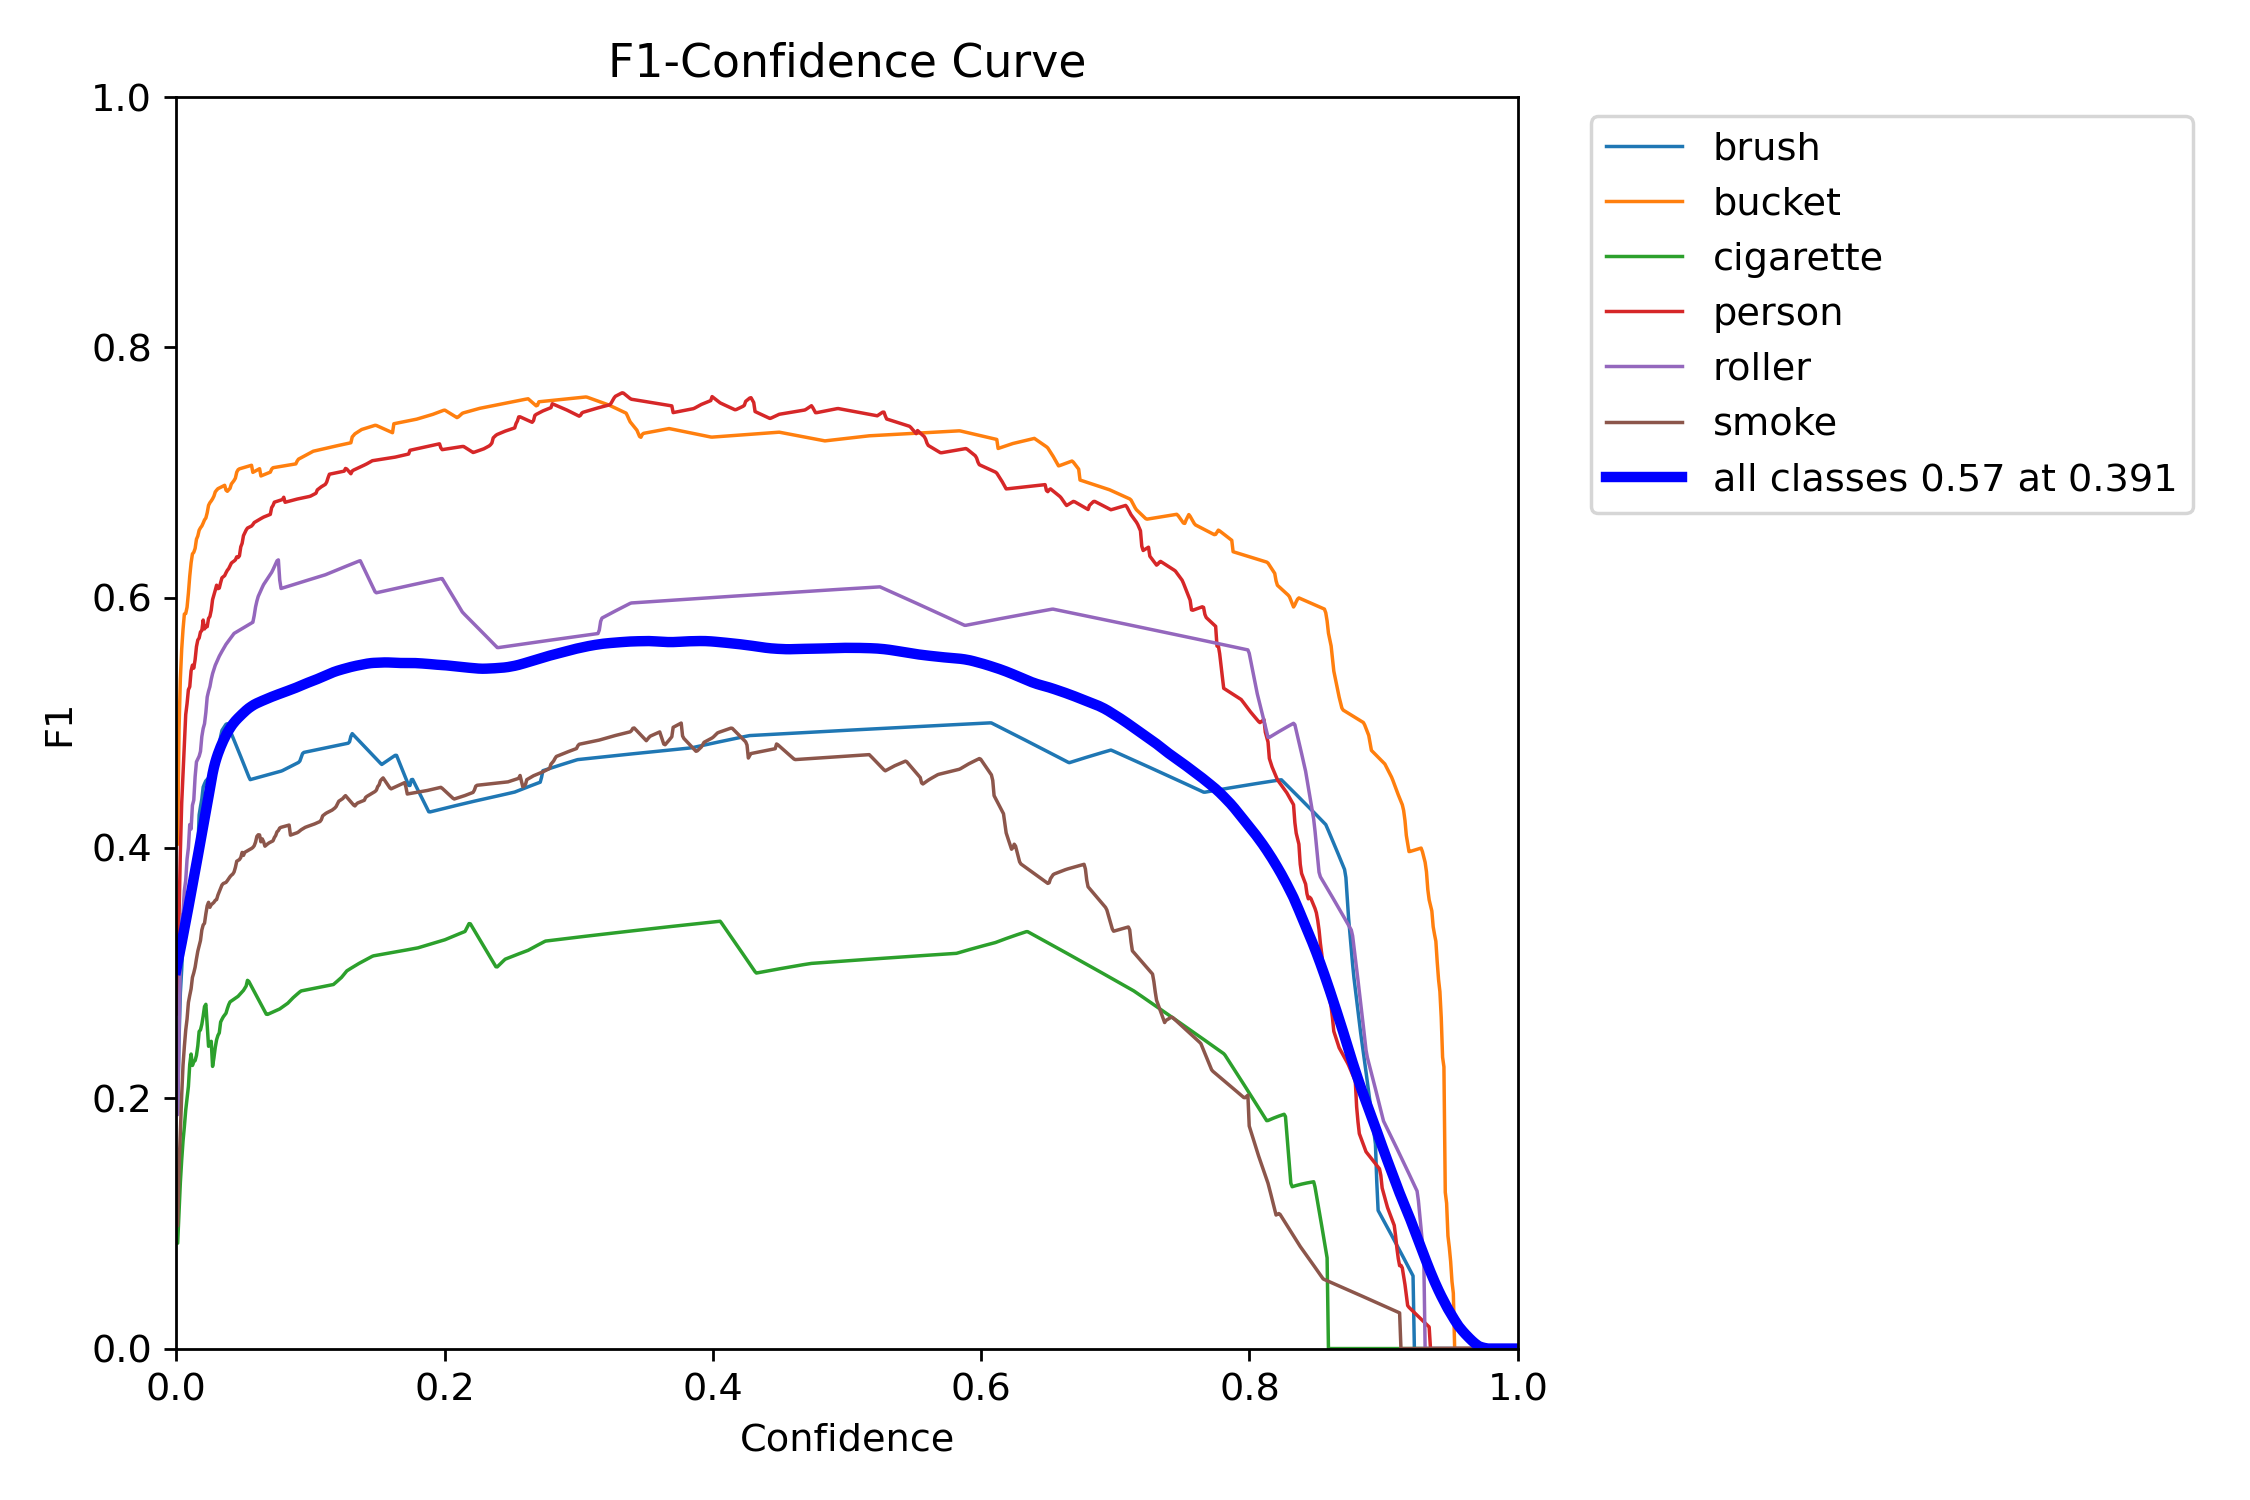 F1-Confidence Curve
1.0
0.8
0.6
0.4
0.2
0.0
F1
0.0 0.2 0.4 0.6 0.8 1.0
Confidence
brush
bucket
cigarette
person
roller
smoke
all classes 0.57 at 0.391